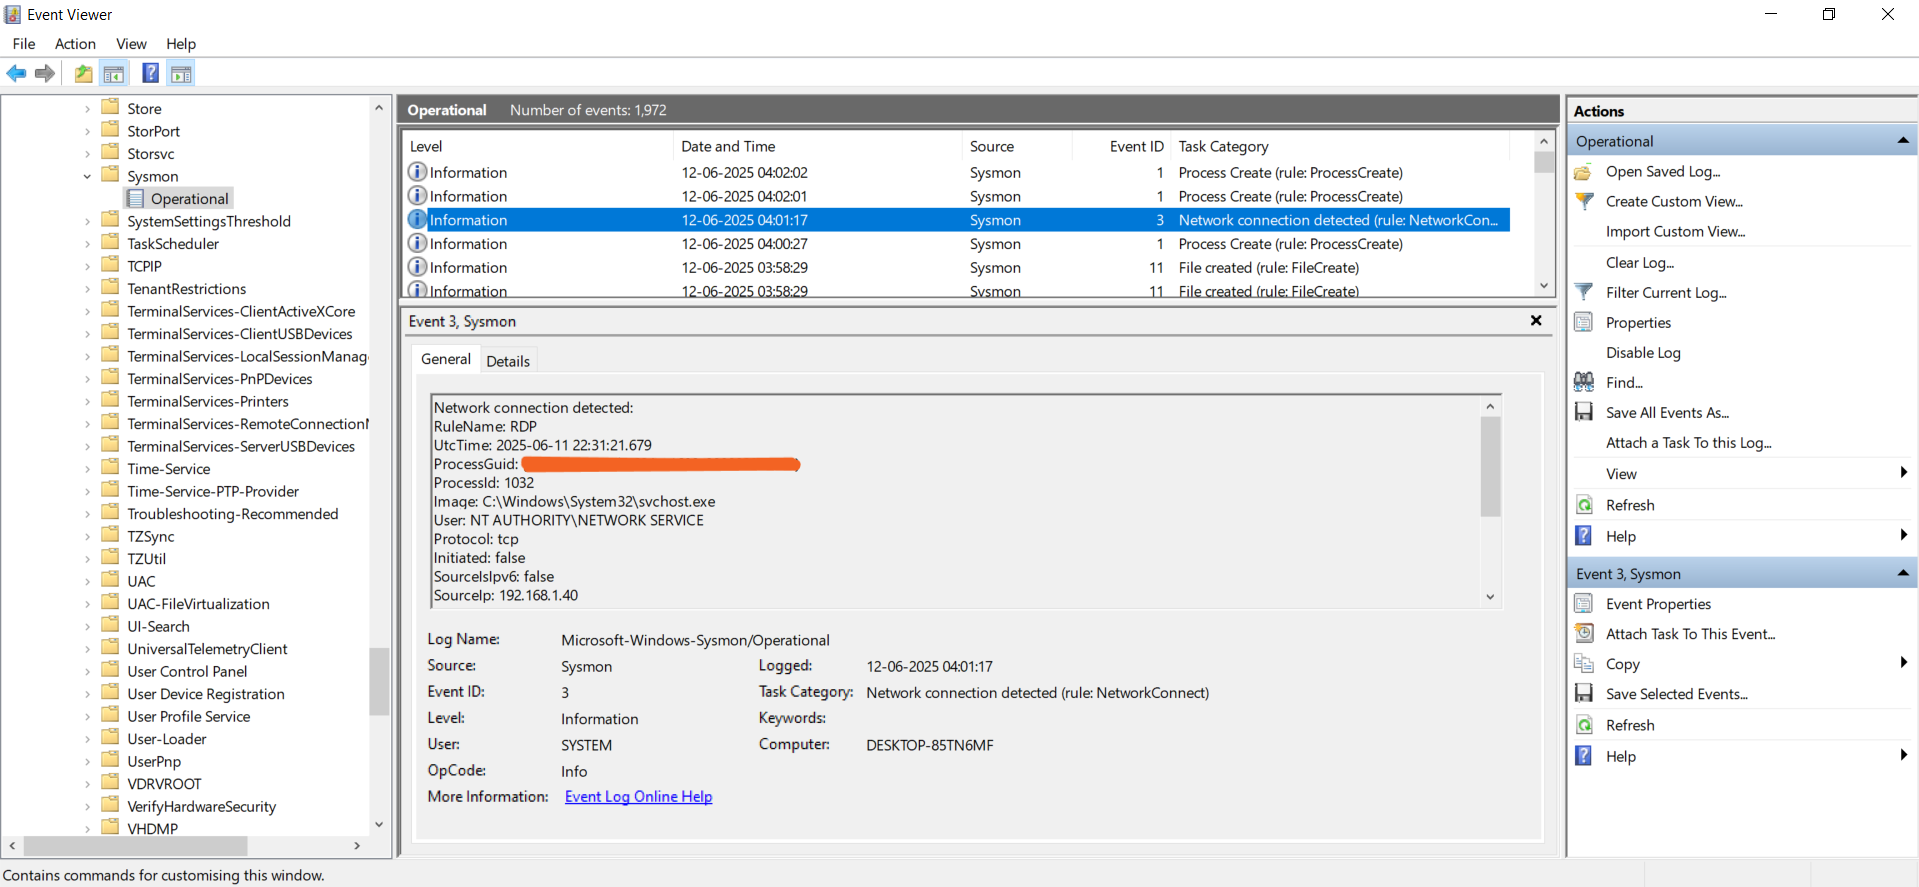 Event Viewer
File Action View Help
Store
StorPort
Storsvc
Sysmon
Operational
SystemSettingsThreshold
TaskScheduler
TCPIP
TenantRestrictions
TerminalServices-ClientActiveXCore
TerminalServices-ClientUSBDevices
TerminalServices-LocalSessionManag
TerminalServices-PnPDevices
TerminalServices-Printers
TerminalServices-RemoteConnection
TerminalServices-ServerUSBDevices
Time-Service
Time-Service-PTP-Provider
Troubleshooting-Recommended
TZSync
TZUtil
UAC
UAC-FileVirtualization
UI-Search
UniversalTelemetryClient
User Control Panel
User Device Registration
User Profile Service
User-Loader
UserPnp
VDRVROOT
VerifyHardwareSecurity
VHDMP
Operational Number of events: 1,972
Level Date and Time Source Event ID Task Category
Information 12-06-2025 04:02:02 Sysmon 1 Process Create (rule: ProcessCreate)
Information 12-06-2025 04:02:01 Sysmon 1 Process Create (rule: ProcessCreate)
Information 12-06-2025 04:01:17 Sysmon 3 Network connection detected (rule: NetworkCon...
Information 12-06-2025 04:00:27 Sysmon 1 Process Create (rule: ProcessCreate)
Information 12-06-2025 03:58:29 Sysmon 11 File created (rule: FileCreate)
Information 12-06-2025 03:58:29 Sysmon 11 File created (rule: FileCreate)
Event 3, Sysmon
General Details
Network connection detected:
RuleName: RDP
UtcTime: 2025-06-11 22:31:21.679
ProcessGuid:
ProcessId: 1032
Image: C:\Windows\System32\svchost.exe
User: NT AUTHORITY\NETWORK SERVICE
Protocol: tcp
Initiated: false
SourceIsIpv6: false
SourceIp: 192.168.1.40
Log Name: Microsoft-Windows-Sysmon/Operational
Source: Sysmon Logged: 12-06-2025 04:01:17
Event ID: 3 Task Category: Network connection detected (rule: NetworkConnect)
Level: Information Keywords:
User: SYSTEM Computer: DESKTOP-85TN6MF
OpCode: Info
More Information: Event Log Online Help
Actions
Operational
Open Saved Log...
Create Custom View...
Import Custom View...
Clear Log...
Filter Current Log...
Properties
Disable Log
Find...
Save All Events As...
Attach a Task To this Log...
View
Refresh
Help
Event 3, Sysmon
Event Properties
Attach Task To This Event...
Copy
Save Selected Events...
Refresh
Help
Contains commands for customising this window.